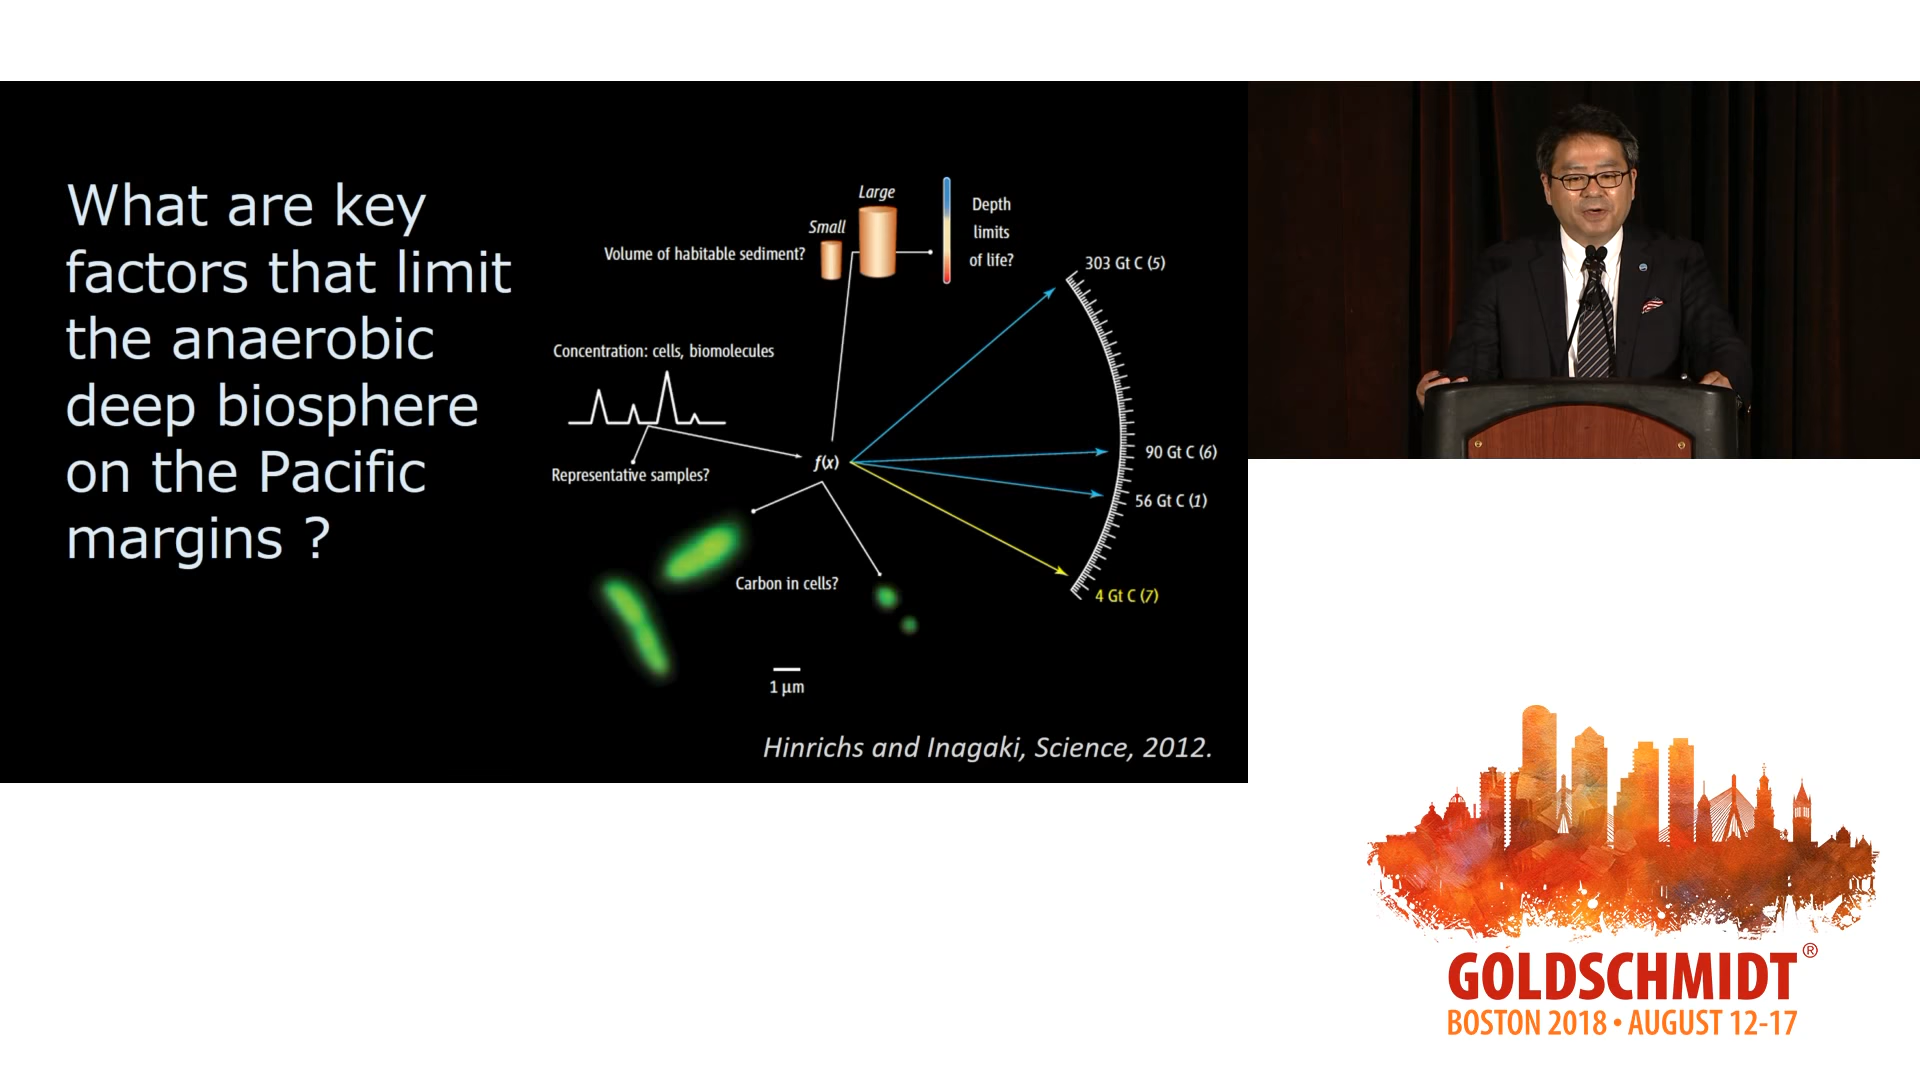 What are key
factors that limit
the anaerobic
deep biosphere
on the Pacific
margins ?
Large
Small
Volume of habitable sediment?
Depth
limits
of life?
303 Gt C (5)
Concentration: cells, biomolecules
f(x)
90 Gt C (6)
Representative samples?
56 Gt C (1)
Carbon in cells?
4 Gt C (7)
1 µm
Hinrichs and Inagaki, Science, 2012.
GOLDSCHMIDT®
BOSTON 2018 • AUGUST 12-17